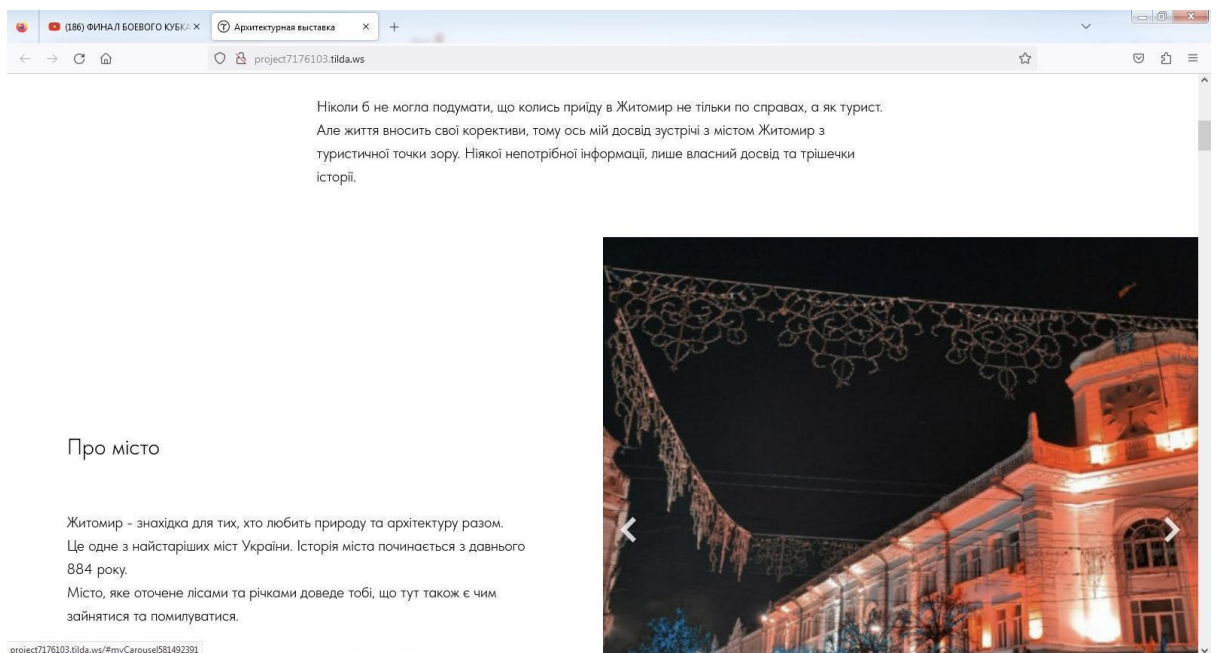 (186) ФИНАЛ БОЕВОГО КУБКА
Архитектурная выставка
project7176103.tilda.ws
Ніколи б не могла подумати, що колись приїду в Житомир не тільки по справах, а як турист.
Але життя вносить свої корективи, тому ось мій досвід зустрічі з містом Житомир з
туристичної точки зору. Ніякої непотрібної інформації, лише власний досвід та трішечки
історії.
Про місто
Житомир - знахідка для тих, хто любить природу та архітектуру разом.
Це одне з найстаріших міст України. Історія міста починається з давнього
884 року.
Місто, яке оточене лісами та річками доведе тобі, що тут також є чим
зайнятися та помилуватися.
project7176103.tilda.ws/#myCarousel581492391